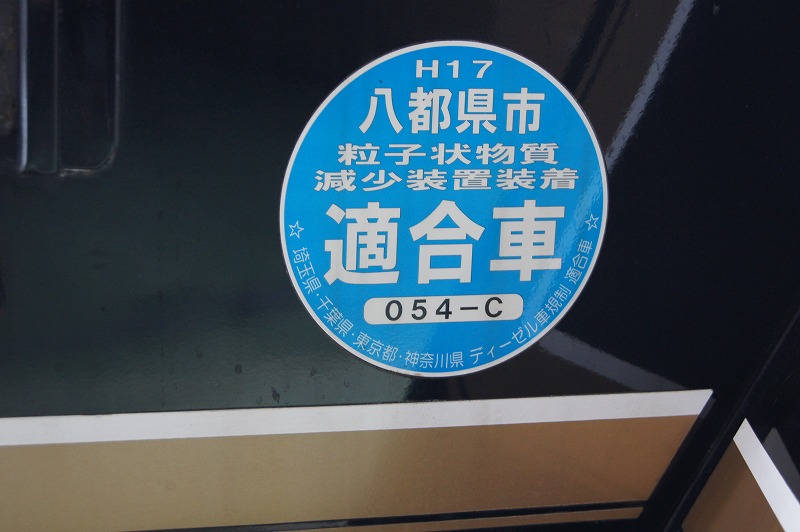 H17
八都県市
粒子状物質
減少装置装着
適合車
054-C
☆埼玉県・千葉県・東京都・神奈川県 ディーゼル車規制 適合車☆